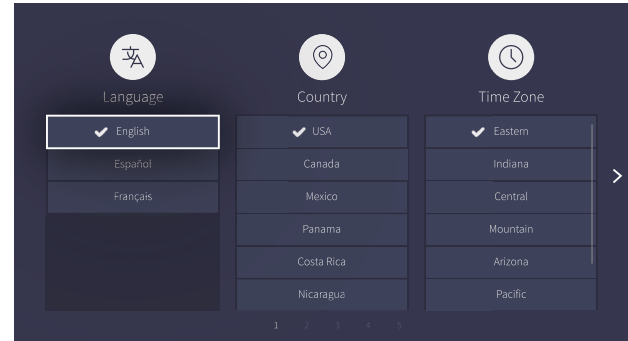 Language
Country
Time Zone
English
USA
Eastern
Español
Canada
Indiana
Français
Mexico
Central
Panama
Mountain
Costa Rica
Arizona
Nicaragua
Pacific
1 2 3 4 5